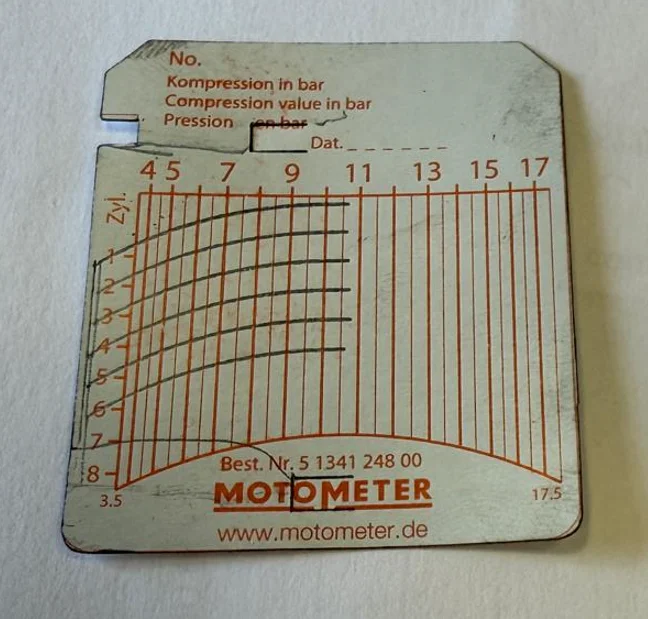 No.
Kompression in bar
Compression value in bar
Pression en bar
Dat. _ _ _ _ _ _
4 5 7 9 11 13 15 17
Zyl.
1
2
3
4
5
6
7
8
3.5
17.5
Best. Nr. 5 1341 248 00
MOTOMETER
www.motometer.de